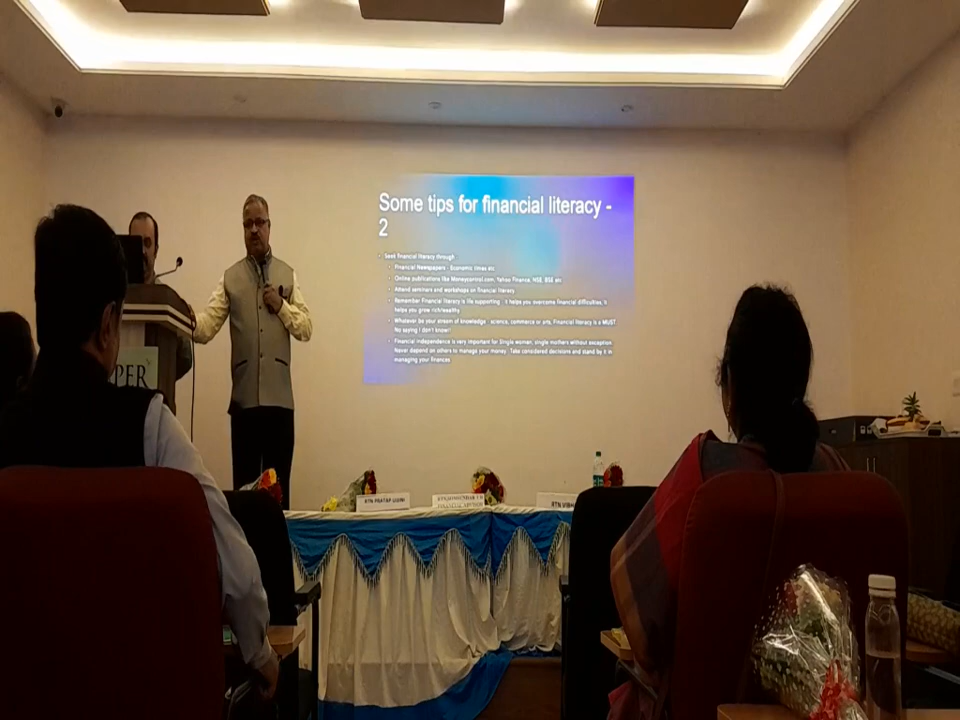 Some tips for financial literacy -
2
Seek financial literacy through
Financial Newspapers - Economic times etc
Online publications like Moneycontrol.com, Yahoo Finance, NSE, BSE etc
Attend seminars and workshops on financial literacy
Remember Financial literacy is life supporting - it helps you overcome financial difficulties, it
helps you grow rich/wealthy
Whatever be your stream of knowledge - science, commerce or arts, Financial literacy is a MUST
No saying I don't know!
Financial independence is very important for Single women, single mothers without exception.
Never depend on others to manage your money - Take considered decisions and stand by it in
managing your finances
PER
RTN PRATAP
RTN